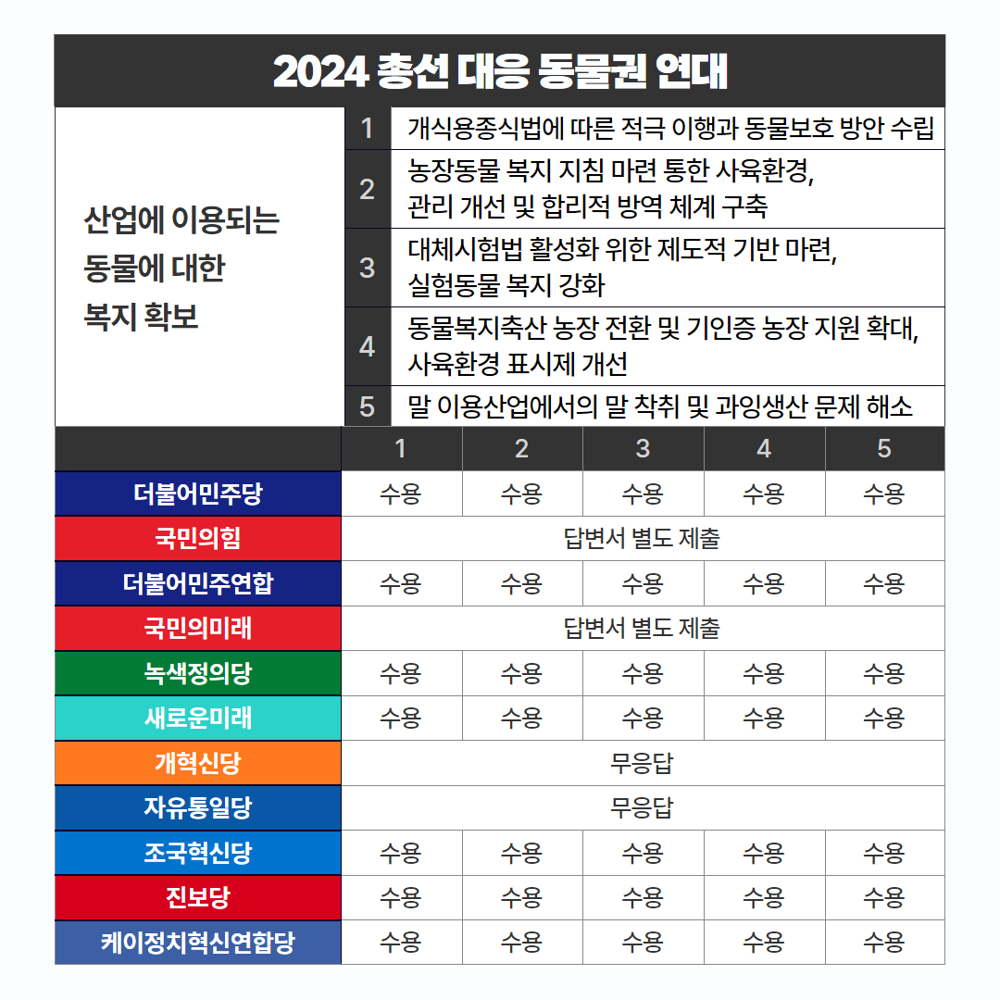 2024 총선 대응 동물권 연대
산업에 이용되는
동물에 대한
복지 확보
1 개식용종식법에 따른 적극 이행과 동물보호 방안 수립
2 농장동물 복지 지침 마련 통한 사육환경,
관리 개선 및 합리적 방역 체계 구축
3 대체시험법 활성화 위한 제도적 기반 마련,
실험동물 복지 강화
4 동물복지축산 농장 전환 및 기인증 농장 지원 확대,
사육환경 표시제 개선
5 말 이용산업에서의 말 착취 및 과잉생산 문제 해소
1 2 3 4 5
더불어민주당 수용 수용 수용 수용 수용
국민의힘 답변서 별도 제출
더불어민주연합 수용 수용 수용 수용 수용
국민의미래 답변서 별도 제출
녹색정의당 수용 수용 수용 수용 수용
새로운미래 수용 수용 수용 수용 수용
개혁신당 무응답
자유통일당 무응답
조국혁신당 수용 수용 수용 수용 수용
진보당 수용 수용 수용 수용 수용
케이정치혁신연합당 수용 수용 수용 수용 수용